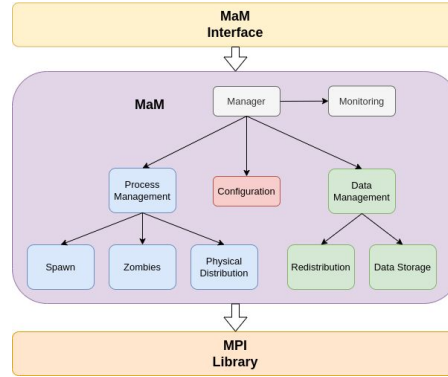 MaM
Interface
MaM
Manager
Monitoring
Process
Management
Configuration
Data
Management
Spawn
Zombies
Physical
Distribution
Redistribution
Data Storage
MPI
Library